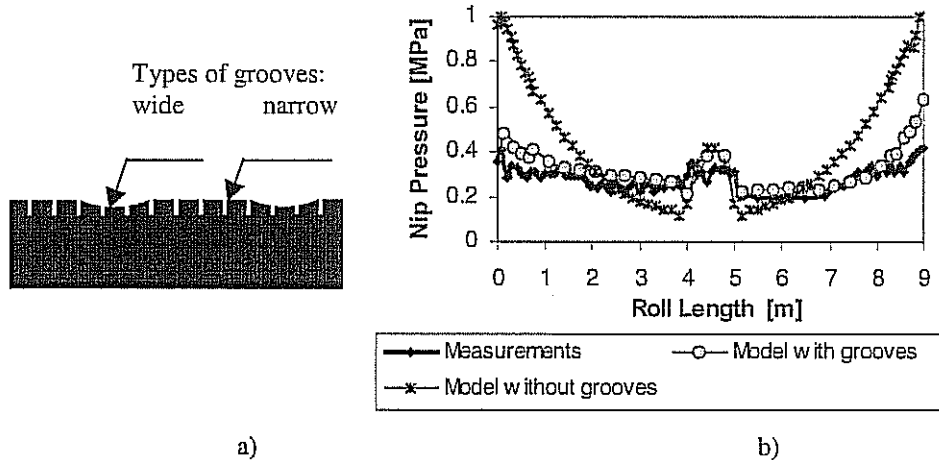 Types of grooves:
wide narrow
a)
Nip Pressure [MPa]
1
0.8
0.6
0.4
0.2
0
0 1 2 3 4 5 6 7 8 9
Roll Length [m]
Measurements Model with grooves
Model without grooves
b)